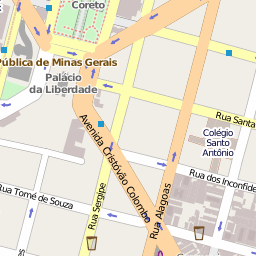 Coreto
Pública de Minas Gerais
Palácio
da Liberdade
Rua Santa
Avenida Cristóvão Colombo
Colégio
Santo
Antônio
Rua dos Inconfide
Rua Alagoas
Rua Tomé de Souza
Rua Sergipe